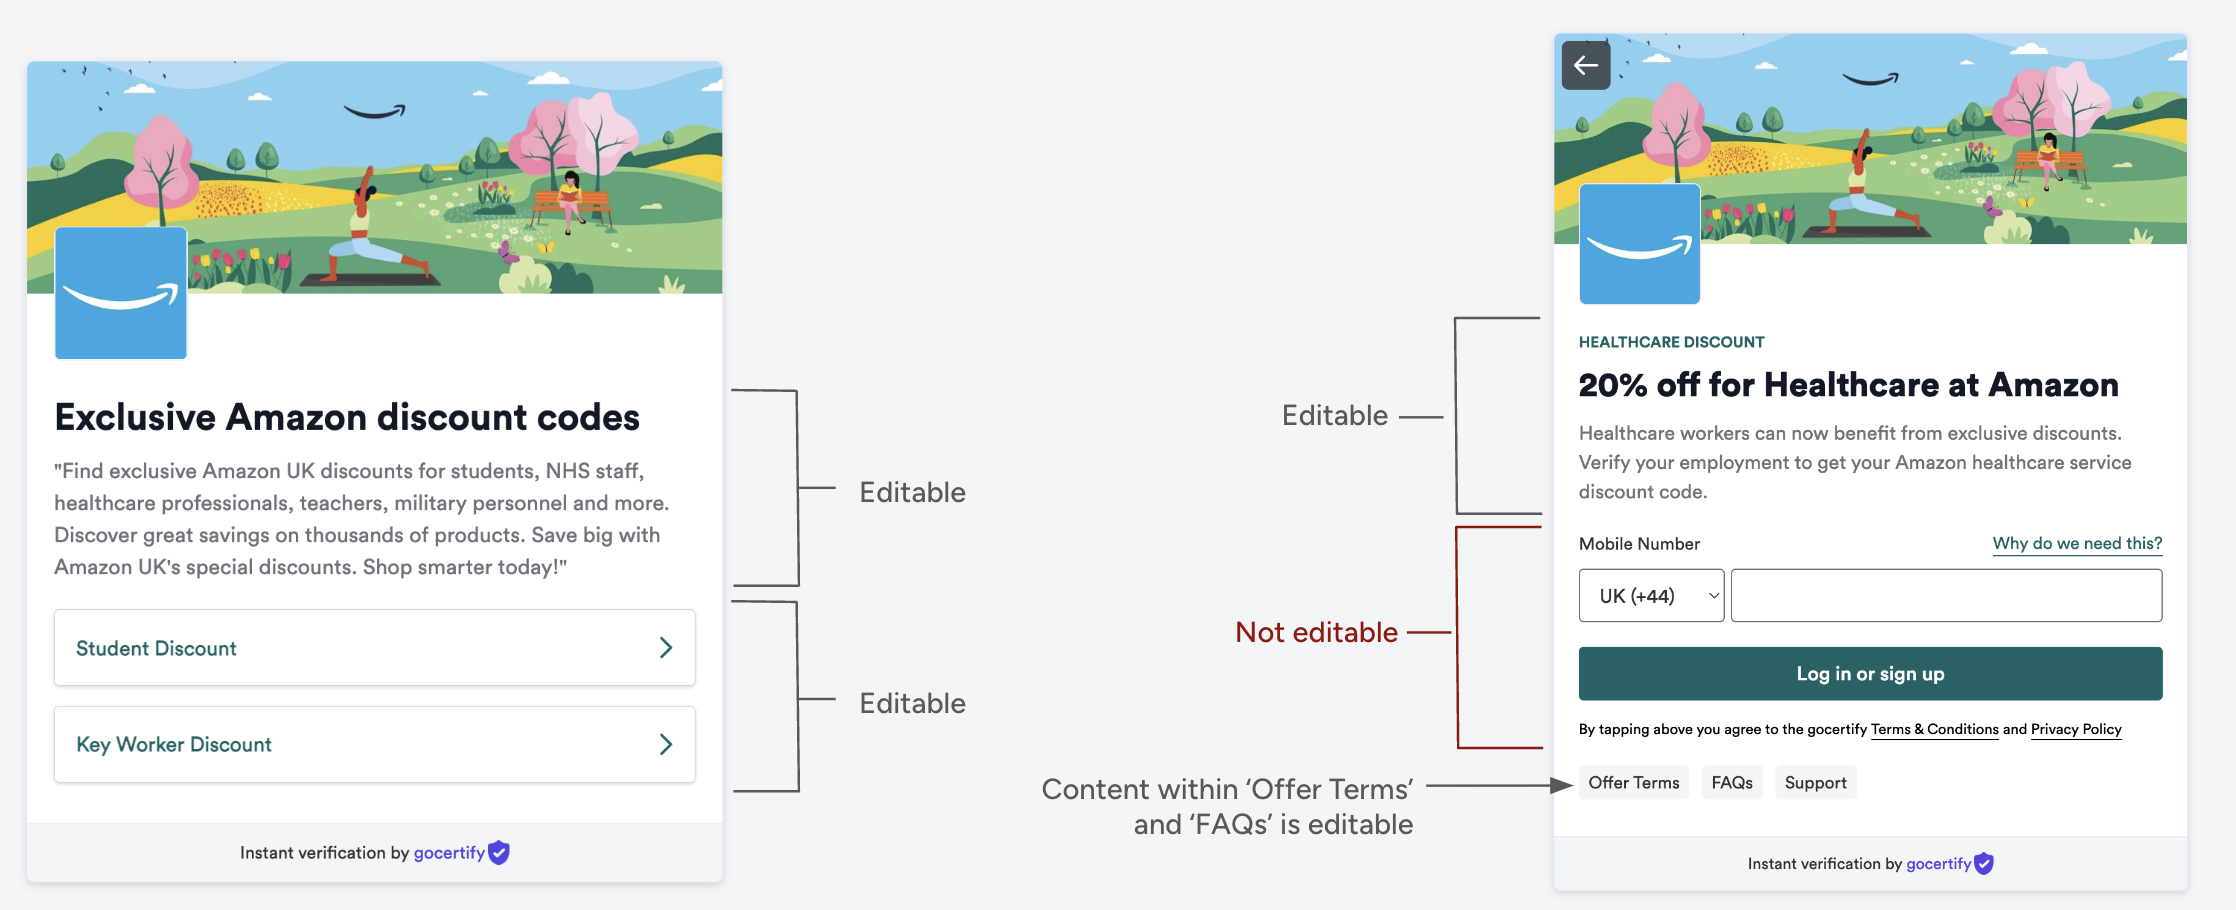 Exclusive Amazon discount codes
"Find exclusive Amazon UK discounts for students, NHS staff,
healthcare professionals, teachers, military personnel and more.
Discover great savings on thousands of products. Save big with
Amazon UK's special discounts. Shop smarter today!"
Student Discount
Key Worker Discount
Instant verification by gocertify
Editable
Editable
Editable
Not editable
Content within ‘Offer Terms’
and ‘FAQs’ is editable
HEALTHCARE DISCOUNT
20% off for Healthcare at Amazon
Healthcare workers can now benefit from exclusive discounts.
Verify your employment to get your Amazon healthcare service
discount code.
Mobile Number Why do we need this?
UK (+44)
Log in or sign up
By tapping above you agree to the gocertify Terms & Conditions and Privacy Policy
Offer Terms FAQs Support
Instant verification by gocertify